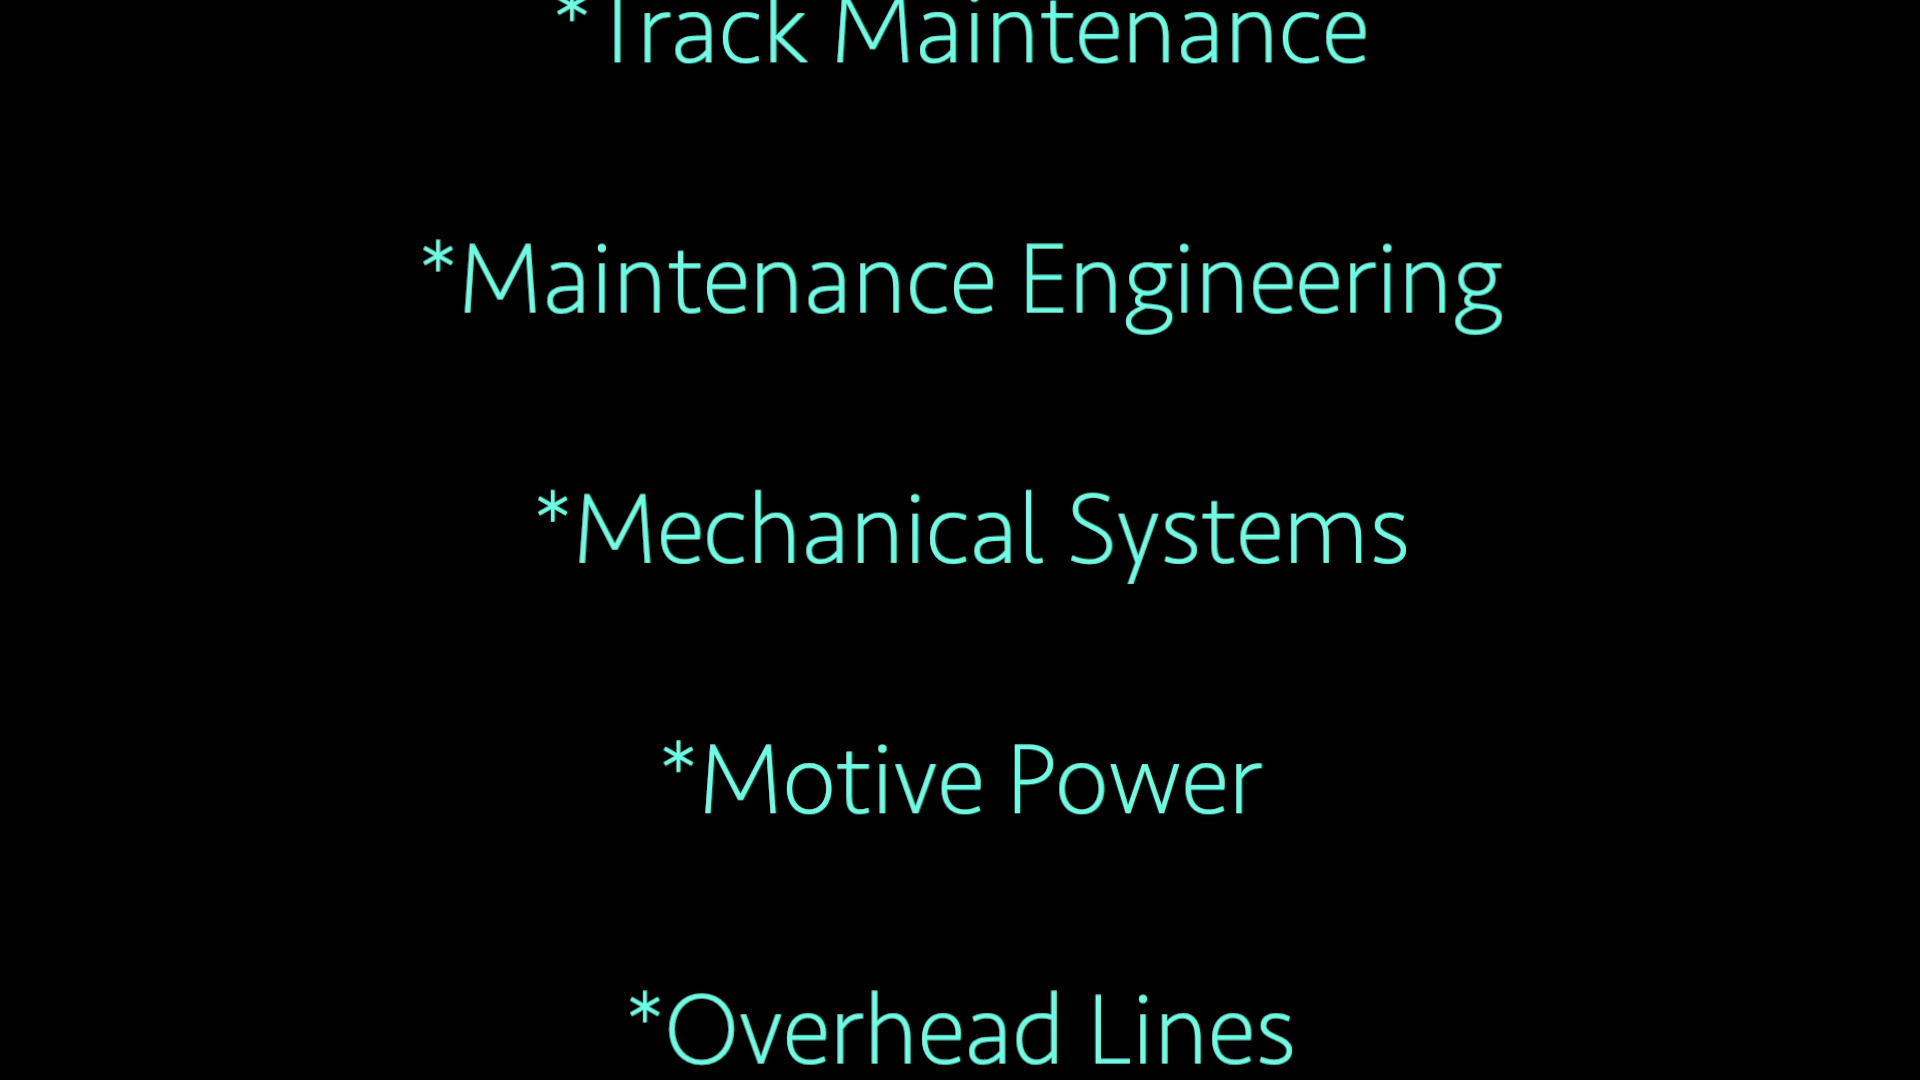 *Track Maintenance
*Maintenance Engineering
*Mechanical Systems
*Motive Power
*Overhead Lines